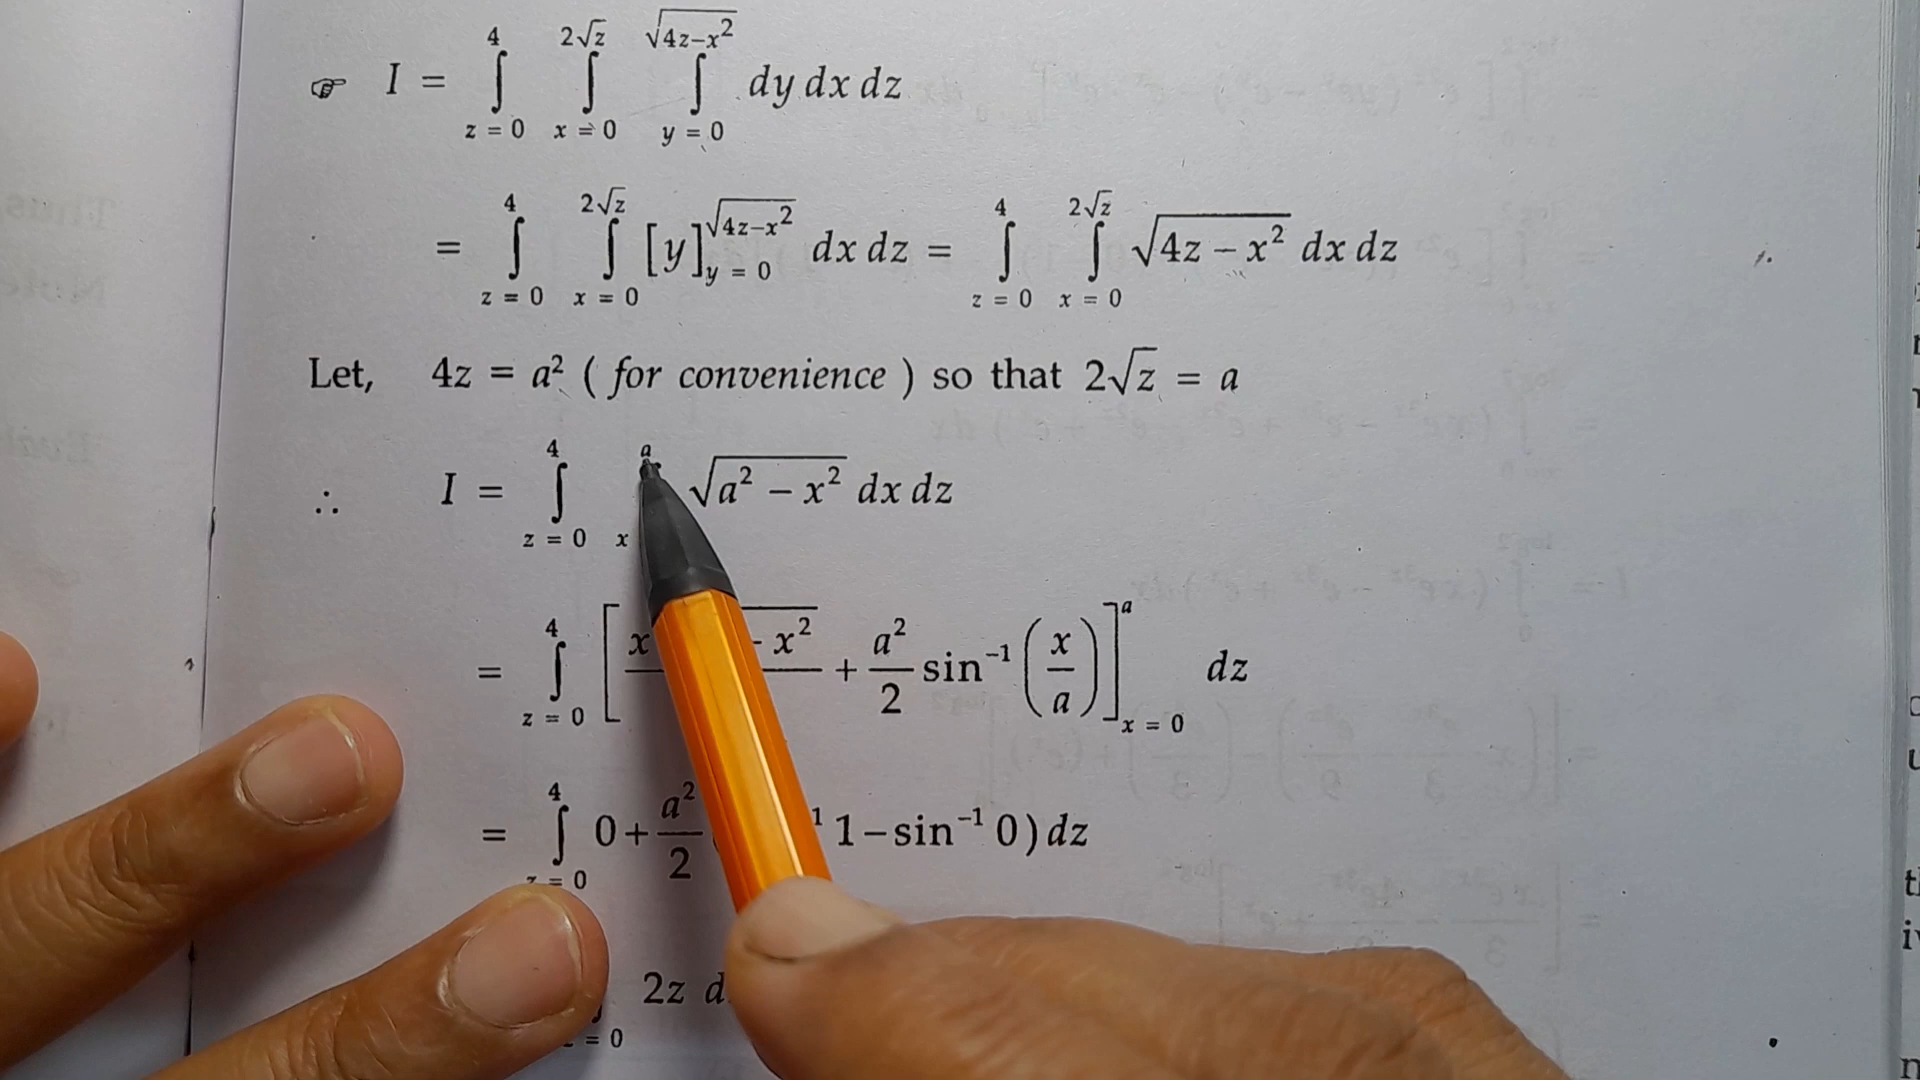 ☞ I = ∫_{z = 0}^{4} ∫_{x = 0}^{2√z} ∫_{y = 0}^{√(4z−x²)} dy dx dz
= ∫_{z = 0}^{4} ∫_{x = 0}^{2√z} [y]_{y = 0}^{√(4z−x²)} dx dz = ∫_{z = 0}^{4} ∫_{x = 0}^{2√z} √(4z − x²) dx dz
Let, 4z = a² ( for convenience ) so that 2√z = a
∴ I = ∫_{z = 0}^{4} _{x}^{a} √(a² − x²) dx dz
= ∫_{z = 0}^{4} [ x − x² + a²/2 sin⁻¹ (x/a) ]_{x = 0}^{a} dz
= ∫_{z = 0}^{4} 0 + a²/2 ¹ 1 − sin⁻¹ 0 ) dz
= 0 2z